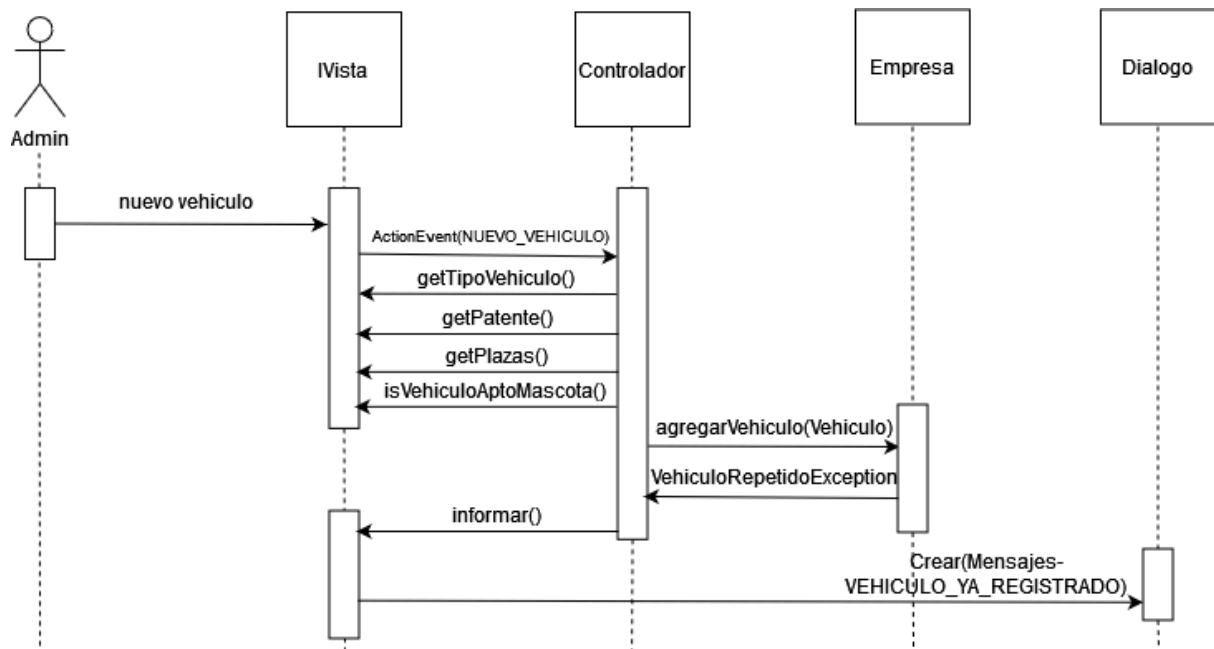 Admin
IVista
Controlador
Empresa
Dialogo
nuevo vehiculo
ActionEvent(NUEVO_VEHICULO)
getTipoVehiculo()
getPatente()
getPlazas()
isVehiculoAptoMascota()
agregarVehiculo(Vehiculo)
VehiculoRepetidoException
informar()
Crear(Mensajes-
VEHICULO_YA_REGISTRADO)